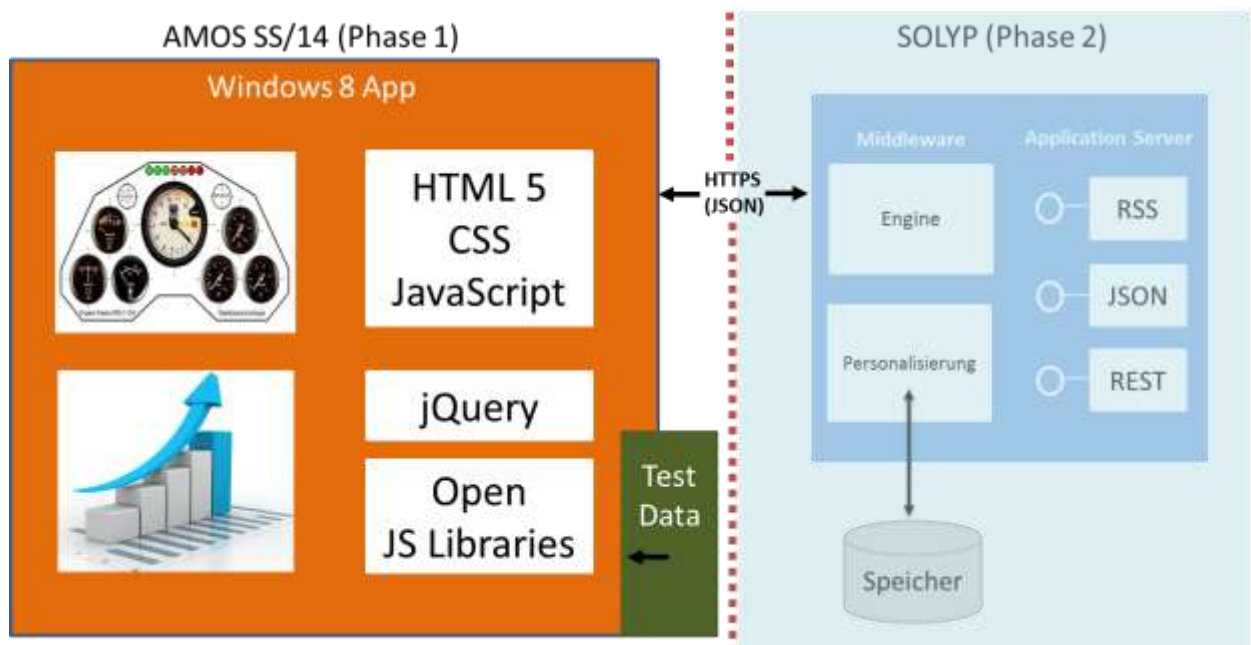 AMOS SS/14 (Phase 1)
Windows 8 App
HTML 5
CSS
JavaScript
jQuery
Open
JS Libraries
Test
Data
HTTPS
(JSON)
SOLYP (Phase 2)
Middleware
Application Server
Engine
RSS
JSON
Personalisierung
REST
Speicher